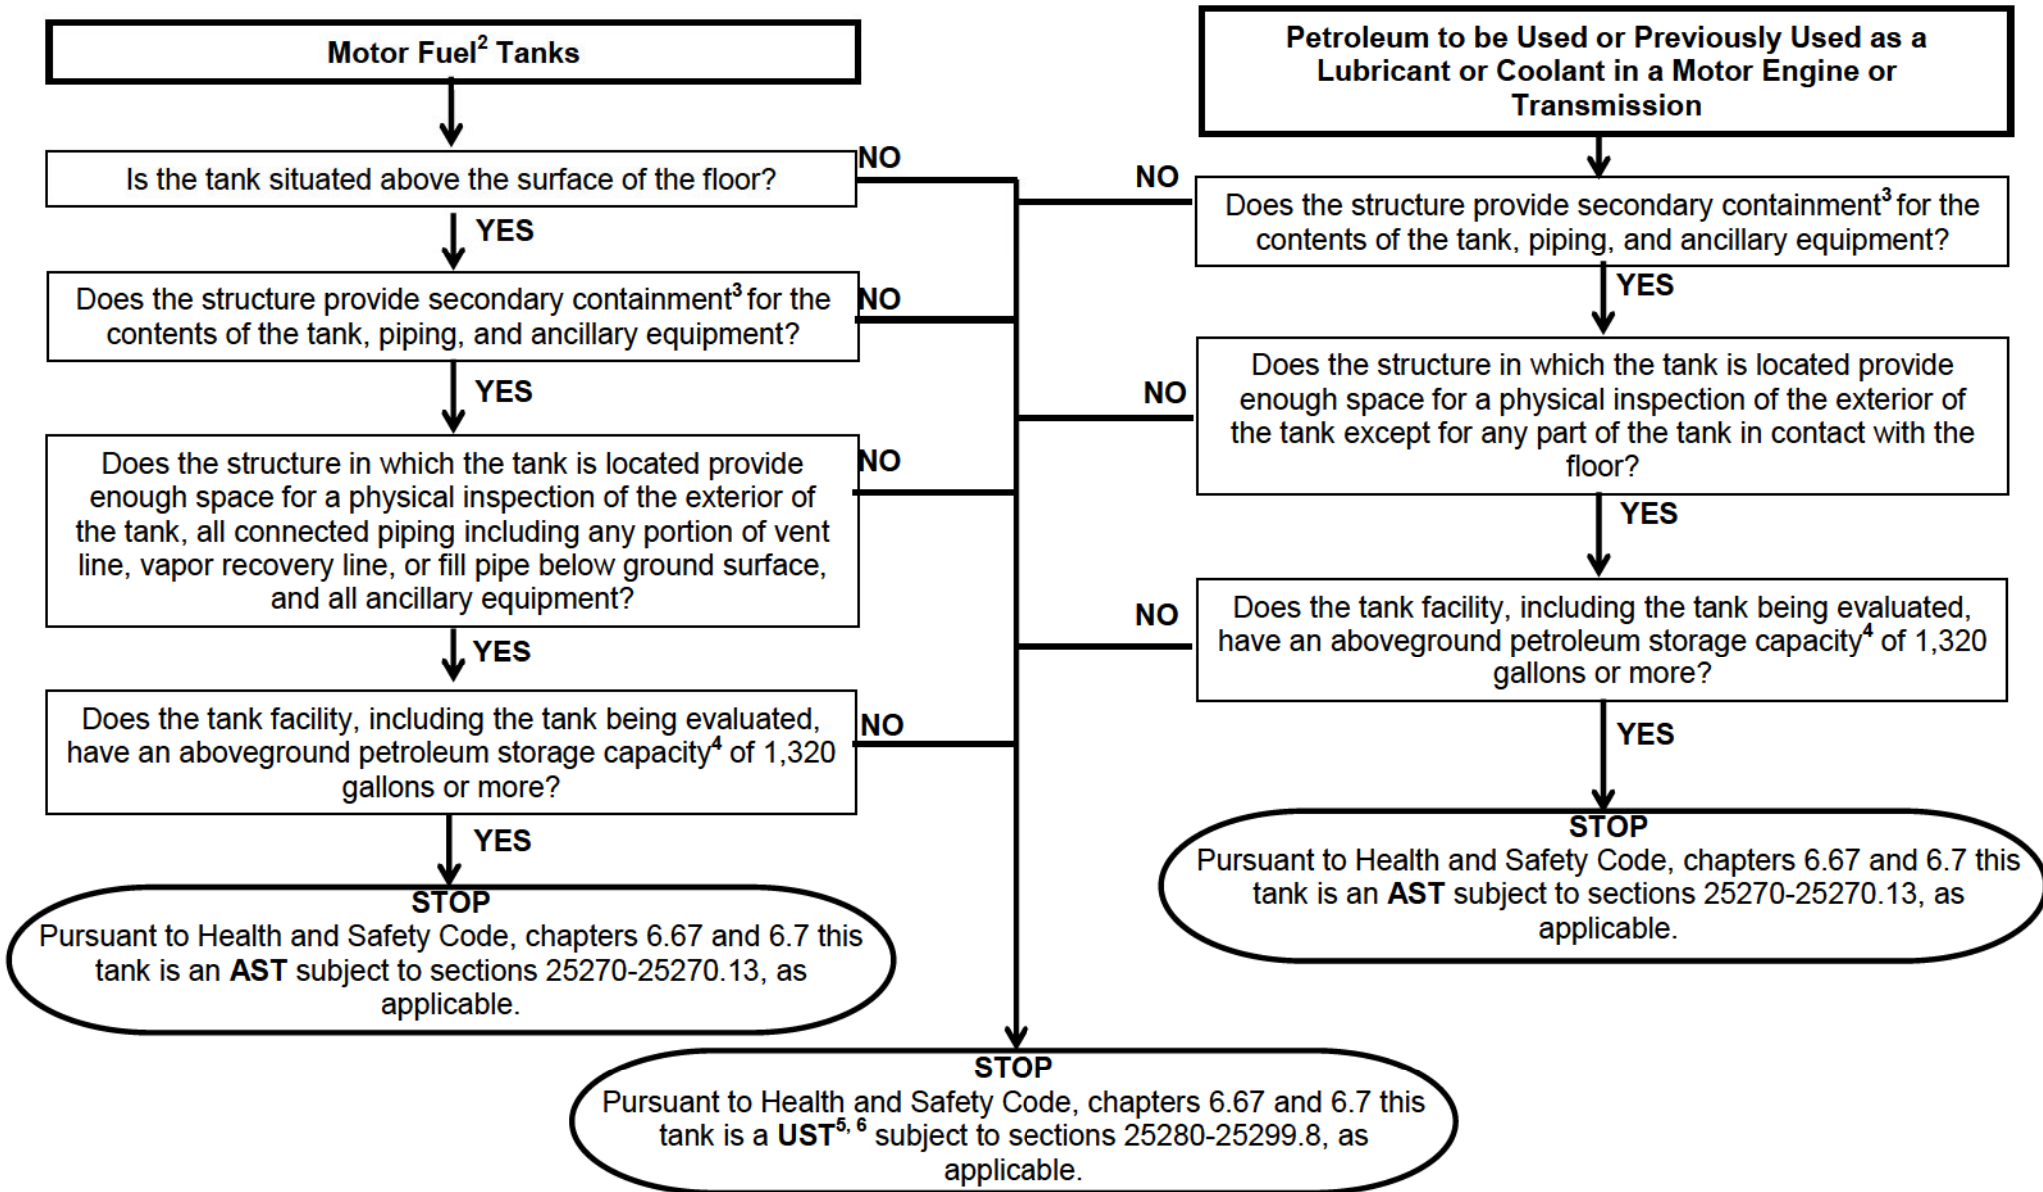 Motor Fuel² Tanks
Is the tank situated above the surface of the floor?
NO
YES
Does the structure provide secondary containment³ for the
contents of the tank, piping, and ancillary equipment?
NO
YES
Does the structure in which the tank is located provide
enough space for a physical inspection of the exterior of
the tank, all connected piping including any portion of vent
line, vapor recovery line, or fill pipe below ground surface,
and all ancillary equipment?
NO
YES
Does the tank facility, including the tank being evaluated,
have an aboveground petroleum storage capacity⁴ of 1,320
gallons or more?
NO
YES
STOP
Pursuant to Health and Safety Code, chapters 6.67 and 6.7 this
tank is an AST subject to sections 25270-25270.13, as
applicable.
Petroleum to be Used or Previously Used as a
Lubricant or Coolant in a Motor Engine or
Transmission
NO
Does the structure provide secondary containment³ for the
contents of the tank, piping, and ancillary equipment?
YES
NO
Does the structure in which the tank is located provide
enough space for a physical inspection of the exterior of
the tank except for any part of the tank in contact with the
floor?
YES
NO
Does the tank facility, including the tank being evaluated,
have an aboveground petroleum storage capacity⁴ of 1,320
gallons or more?
YES
STOP
Pursuant to Health and Safety Code, chapters 6.67 and 6.7 this
tank is an AST subject to sections 25270-25270.13, as
applicable.
STOP
Pursuant to Health and Safety Code, chapters 6.67 and 6.7 this
tank is a UST⁵, ⁶ subject to sections 25280-25299.8, as
applicable.